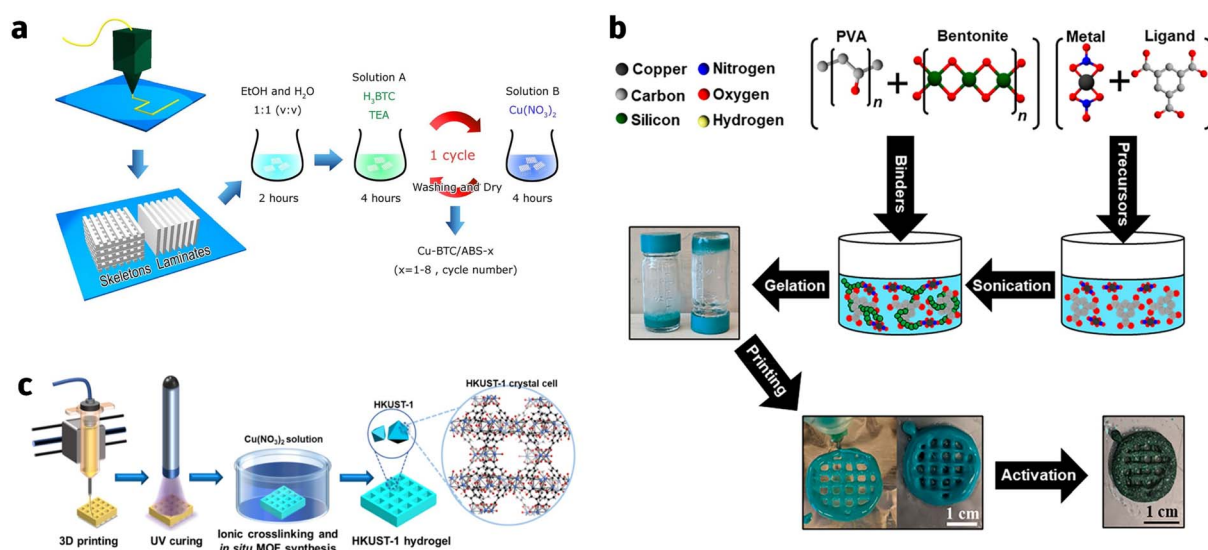 a
EtOH and H2O
1:1 (v:v)
2 hours
Solution A
H3BTC
TEA
4 hours
1 cycle
Washing and Dry
Solution B
Cu(NO3)2
4 hours
Skeletons Laminates
Cu-BTC/ABS-x
(x=1-8 , cycle number)
b
PVA
n
+
Bentonite
n
Metal
+
Ligand
Copper
Nitrogen
Carbon
Oxygen
Silicon
Hydrogen
Binders
Precursors
Sonication
Gelation
Printing
1 cm
Activation
1 cm
c
3D printing
UV curing
Cu(NO3)2 solution
Ionic crosslinking and
in situ MOF synthesis
HKUST-1
HKUST-1 hydrogel
HKUST-1 crystal cell